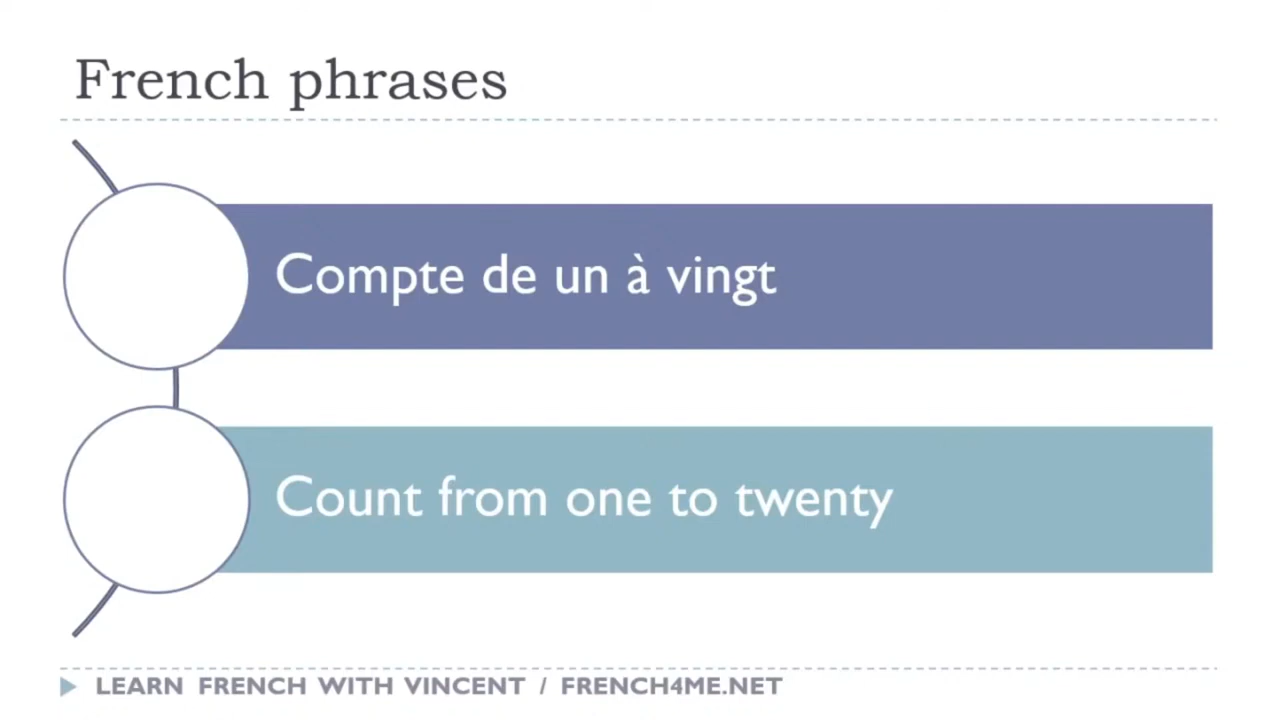 French phrases
Compte de un à vingt
Count from one to twenty
LEARN FRENCH WITH VINCENT / FRENCH4ME.NET